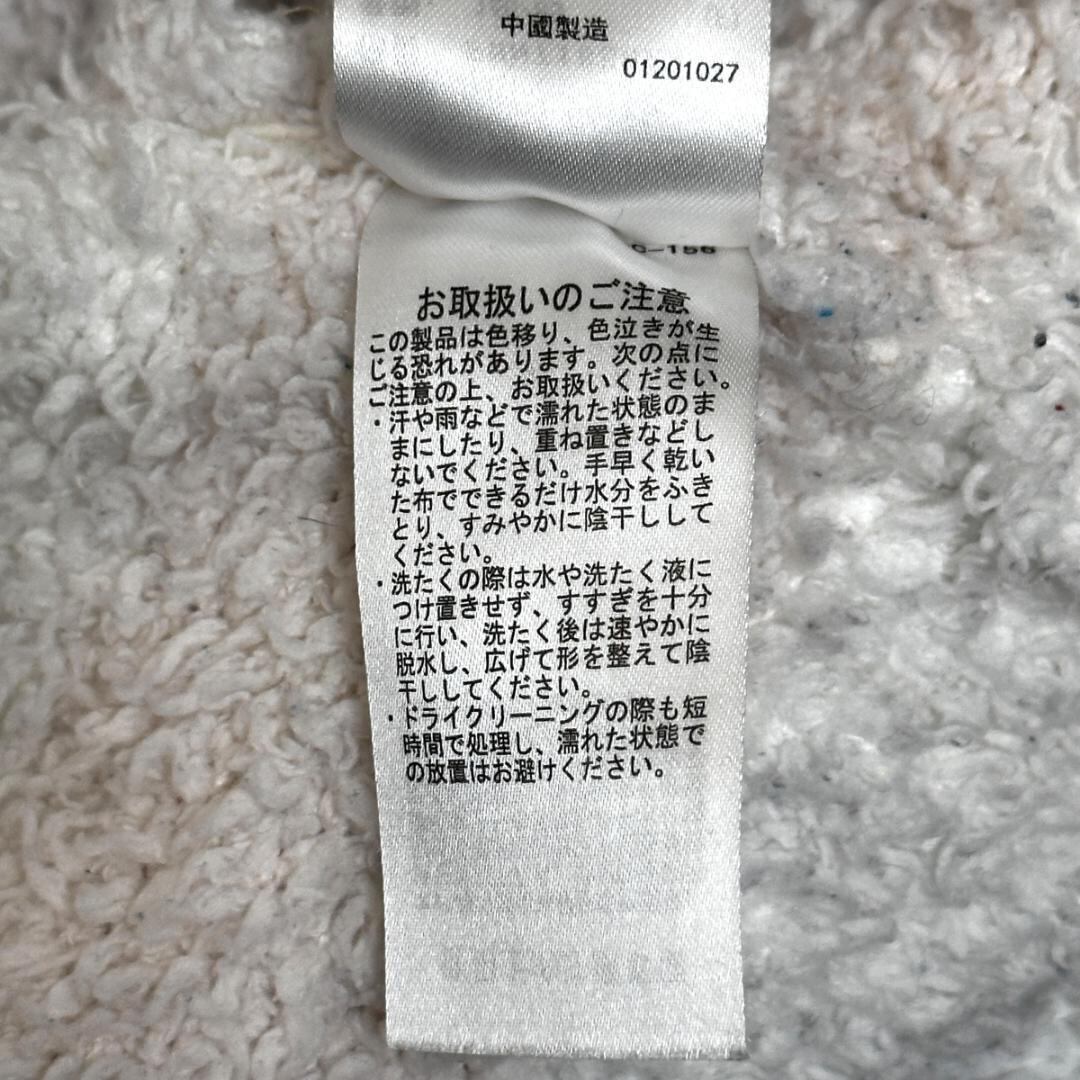 中國製造
01201027
C-156
お取扱いのご注意
この製品は色移り、色泣きが生
じる恐れがあります。次の点に
ご注意の上、お取扱いください。
・汗や雨などで濡れた状態のま
まにしたり、重ね置きなどし
ないでください。手早く乾い
た布でできるだけ水分をふき
とり、すみやかに陰干しして
ください。
・洗たくの際は水や洗たく液に
つけ置きせず、すすぎを十分
に行い、洗たく後は速やかに
脱水し、広げて形を整えて陰
干ししてください。
・ドライクリーニングの際も短
時間で処理し、濡れた状態で
の放置はお避けください。